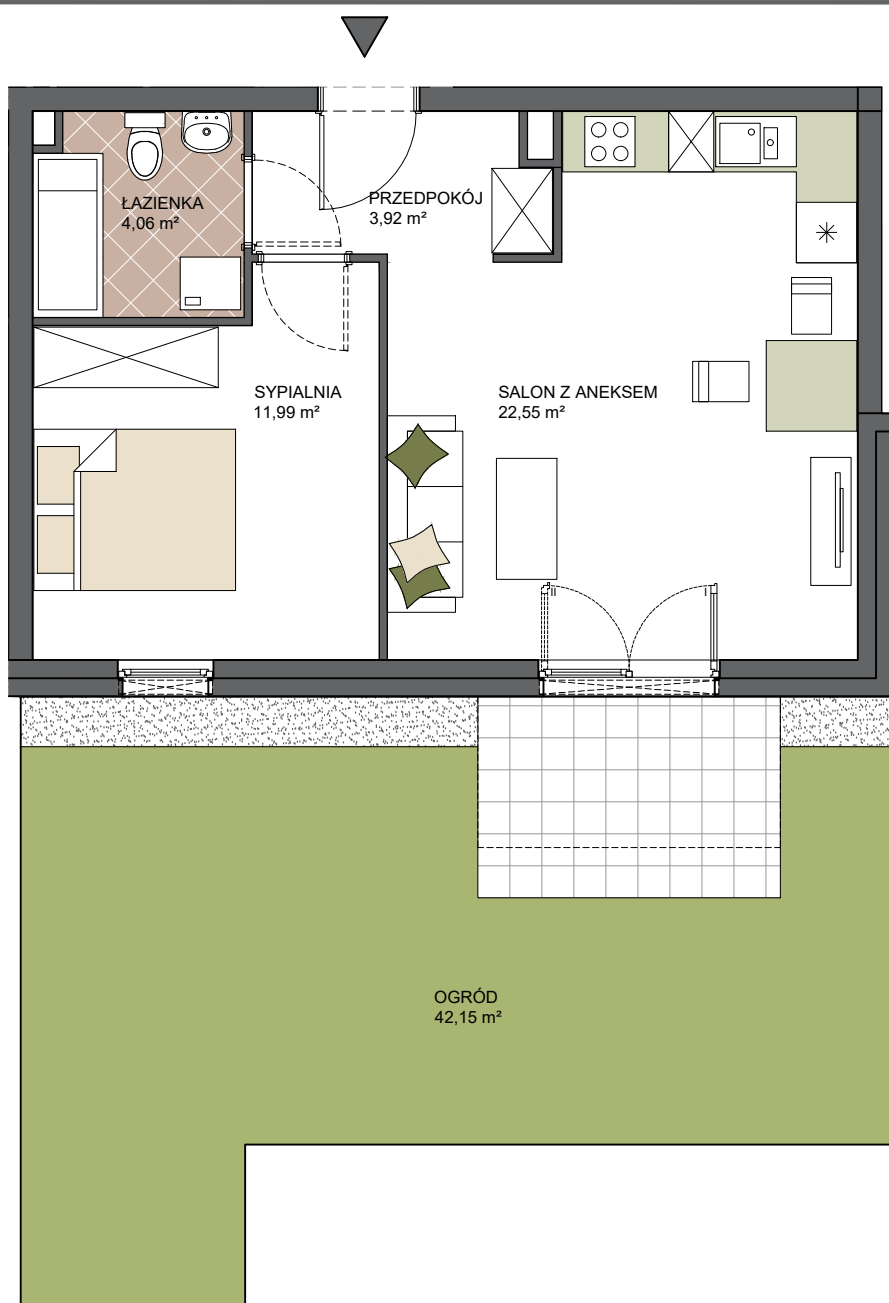 ŁAZIENKA
4,06 m²
PRZEDPOKÓJ
3,92 m²
SYPIALNIA
11,99 m²
SALON Z ANEKSEM
22,55 m²
OGRÓD
42,15 m²